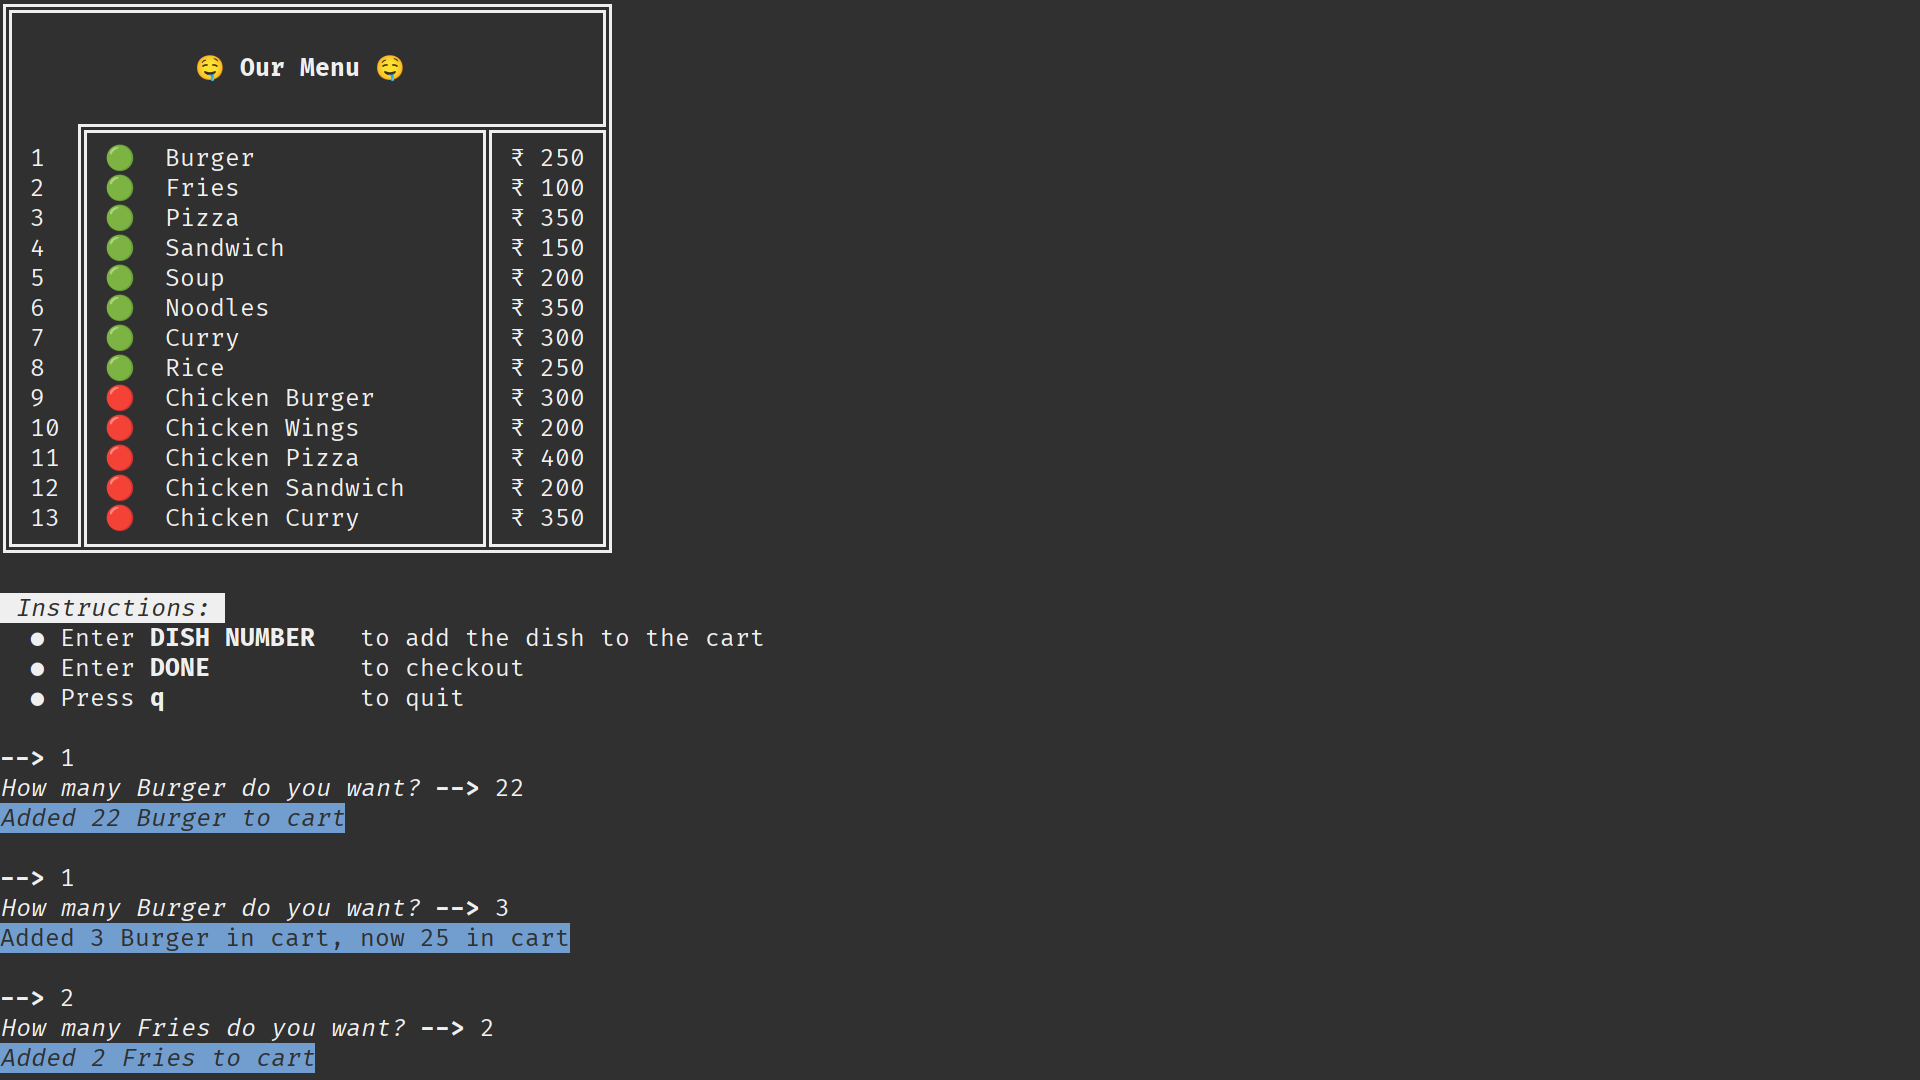 🤤 Our Menu 🤤
1 🟢 Burger ₹ 250
2 🟢 Fries ₹ 100
3 🟢 Pizza ₹ 350
4 🟢 Sandwich ₹ 150
5 🟢 Soup ₹ 200
6 🟢 Noodles ₹ 350
7 🟢 Curry ₹ 300
8 🟢 Rice ₹ 250
9 🔴 Chicken Burger ₹ 300
10 🔴 Chicken Wings ₹ 200
11 🔴 Chicken Pizza ₹ 400
12 🔴 Chicken Sandwich ₹ 200
13 🔴 Chicken Curry ₹ 350
Instructions:
● Enter DISH NUMBER to add the dish to the cart
● Enter DONE to checkout
● Press q to quit
--> 1
How many Burger do you want? --> 22
Added 22 Burger to cart
--> 1
How many Burger do you want? --> 3
Added 3 Burger in cart, now 25 in cart
--> 2
How many Fries do you want? --> 2
Added 2 Fries to cart